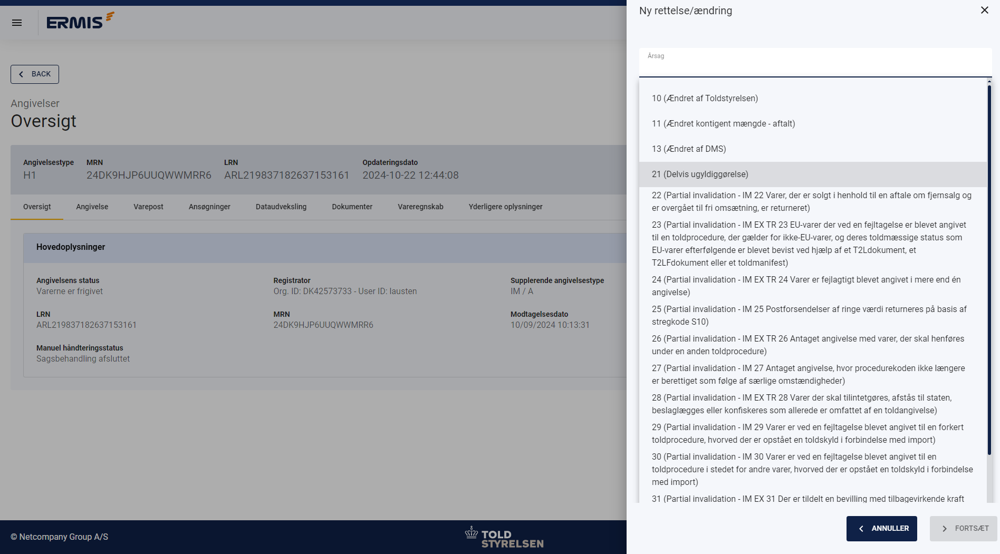 ERMIS
BACK
Angivelser
Oversigt
Angivelsestype
H1
MRN
24DK9HJP6UUQWWMRR6
LRN
ARL219837182637153161
Opdateringsdato
2024-10-22 12:44:08
Oversigt
Angivelse
Varepost
Ansøgninger
Dataudveksling
Dokumenter
Vareregnskab
Yderligere oplysninger
Hovedoplysninger
Angivelsens status
Varerne er frigivet
Registrator
Org. ID: DK42573733 - User ID: lausten
Supplerende angivelsestype
IM / A
LRN
ARL219837182637153161
MRN
24DK9HJP6UUQWWMRR6
Modtagelsesdato
10/09/2024 10:13:31
Manuel håndteringsstatus
Sagsbehandling afsluttet
© Netcompany Group A/S
TOLD
STYRELSEN
Ny rettelse/ændring
Årsag
10 (Ændret af Toldstyrelsen)
11 (Ændret kontigent mængde - aftalt)
13 (Ændret af DMS)
21 (Delvis ugyldiggørelse)
22 (Partial invalidation - IM 22 Varer, der er solgt i henhold til en aftale om fjernsalg og
er overgået til fri omsætning, er returneret)
23 (Partial invalidation - IM EX TR 23 EU-varer der ved en fejltagelse er blevet angivet
til en toldprocedure, der gælder for ikke-EU-varer, og deres toldmæssige status som
EU-varer efterfølgende er blevet bevist ved hjælp af et T2Ldokument, et
T2LFdokument eller et toldmanifest)
24 (Partial invalidation - IM EX TR 24 Varer er fejlagtigt blevet angivet i mere end én
angivelse)
25 (Partial invalidation - IM 25 Postforsendelser af ringe værdi returneres på basis af
stregkode S10)
26 (Partial invalidation - IM EX TR 26 Antaget angivelse med varer, der skal henføres
under en anden toldprocedure)
27 (Partial invalidation - IM 27 Antaget angivelse, hvor procedurekoden ikke længere
er berettiget som følge af særlige omstændigheder)
28 (Partial invalidation - IM EX TR 28 Varer der skal tilintetgøres, afstås til staten,
beslaglægges eller konfiskeres som allerede er omfattet af en toldangivelse)
29 (Partial invalidation - IM 29 Varer er ved en fejltagelse blevet angivet til en forkert
toldprocedure, hvorved der er opstået en toldskyld i forbindelse med import)
30 (Partial invalidation - IM 30 Varer er ved en fejltagelse blevet angivet til en
toldprocedure i stedet for andre varer, hvorved der er opstået en toldskyld i forbindelse
med import)
31 (Partial invalidation - IM EX 31 Der er tildelt en bevilling med tilbagevirkende kraft
ANNULLER
FORTSÆT